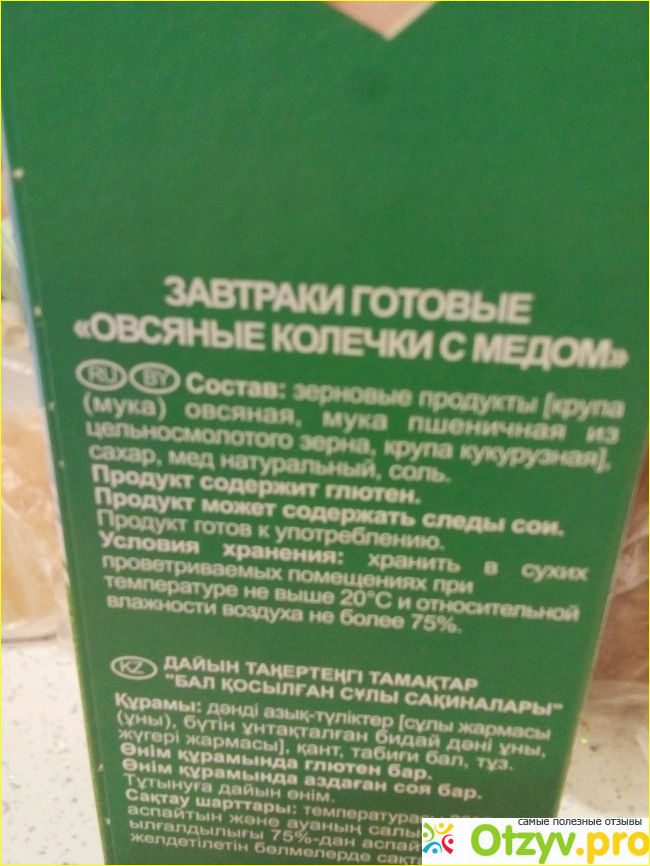 ЗАВТРАКИ ГОТОВЫЕ
«ОВСЯНЫЕ КОЛЕЧКИ С МЕДОМ»
RU BY Состав: зерновые продукты [крупа
(мука) овсяная, мука пшеничная из
цельносмолотого зерна, крупа кукурузная],
сахар, мед натуральный, соль.
Продукт содержит глютен.
Продукт может содержать следы сои.
Продукт готов к употреблению.
Условия хранения: хранить в сухих
проветриваемых помещениях при
температуре не выше 20°С и относительной
влажности воздуха не более 75%.
KZ ДАЙЫН ТАҢЕРТЕҢГІ ТАМАҚТАР
"БАЛ ҚОСЫЛҒАН СҰЛЫ САҚИНАЛАРЫ"
Құрамы: дәнді азық-түліктер [сұлы жармасы
(ұны), бүтін ұнтақталған бидай дәні ұны,
жүгері жармасы], қант, табиғи бал, тұз.
Өнім құрамында глютен бар.
Өнім құрамында аздаған соя бар.
Тұтынуға дайын өнім.
Сақтау шарттары: температурасы
аспайтын және ауаның
ылғалдылығы 75%-дан
желдетілетін бөлмелерде
самые полезные отзывы
Otzyv.pro